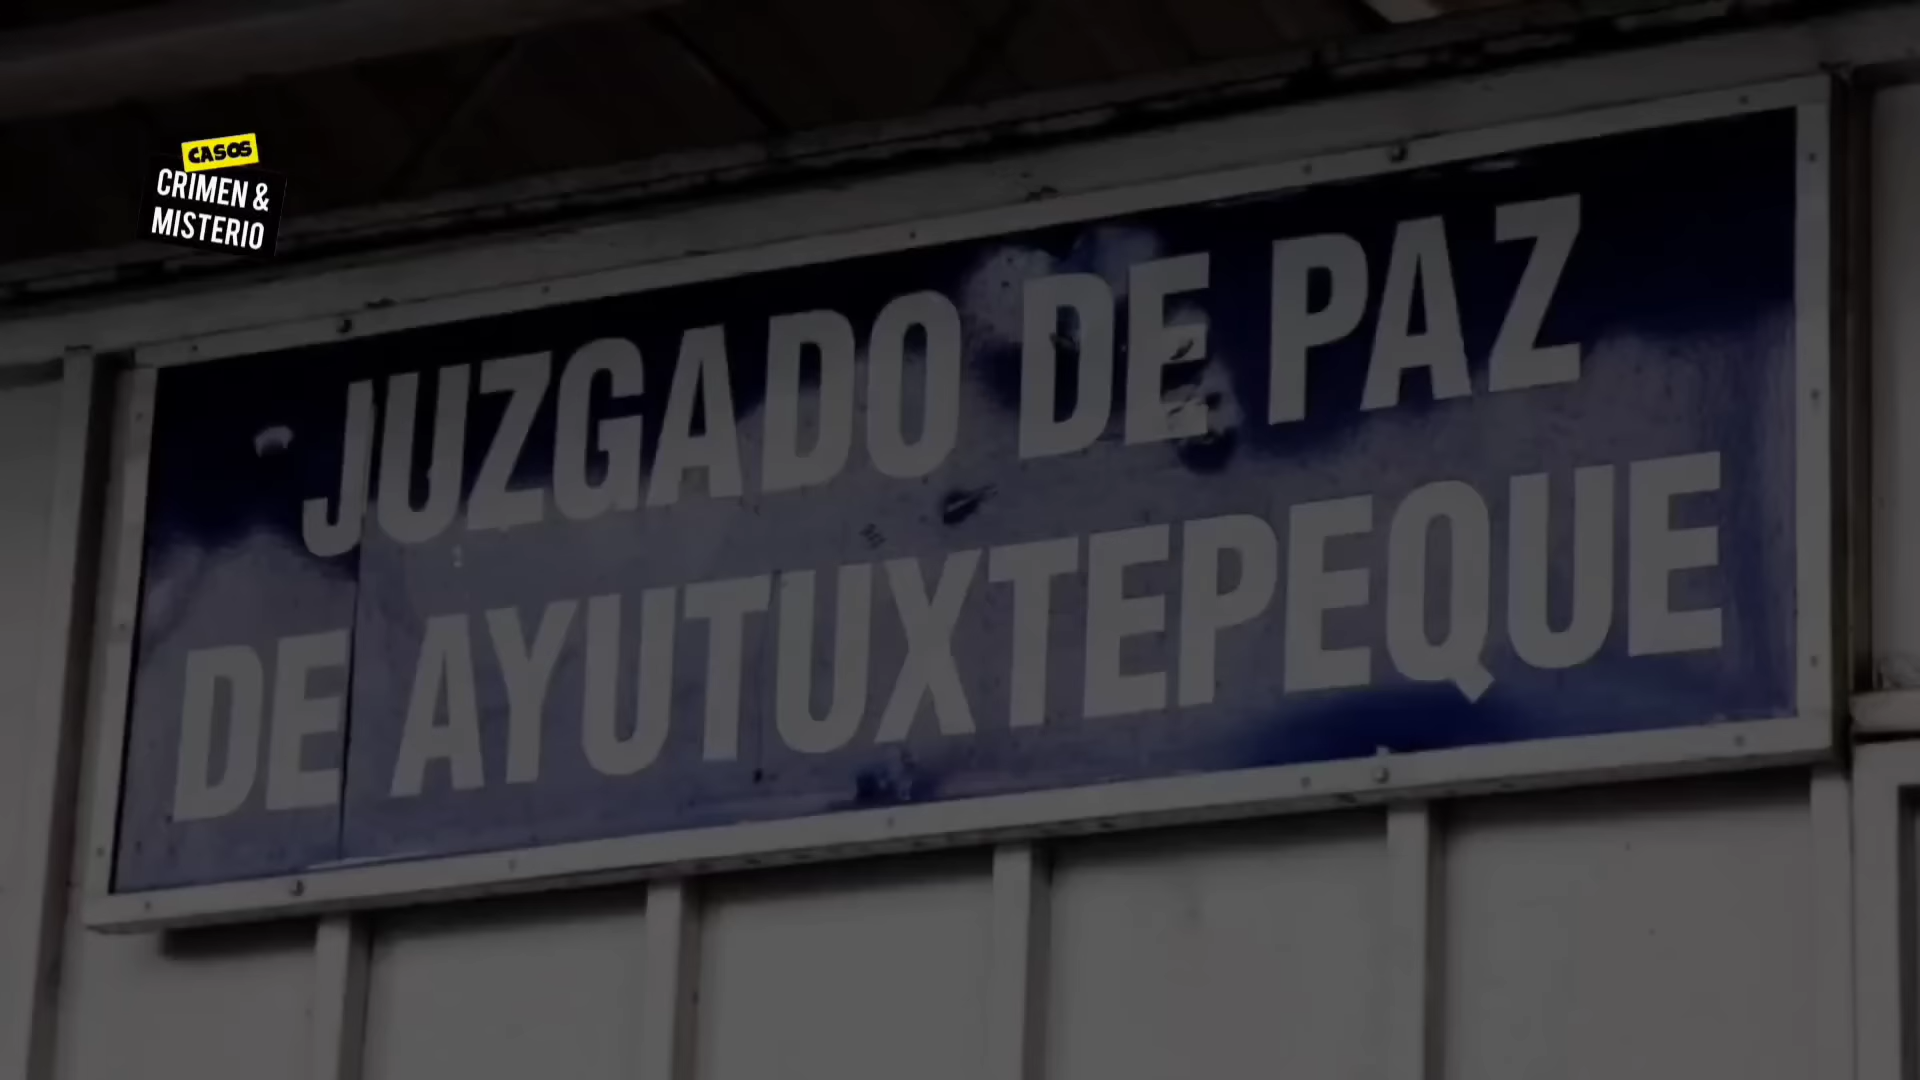 CASOS
CRIMEN &
MISTERIO
JUZGADO DE PAZ
DE AYUTUXTEPEQUE